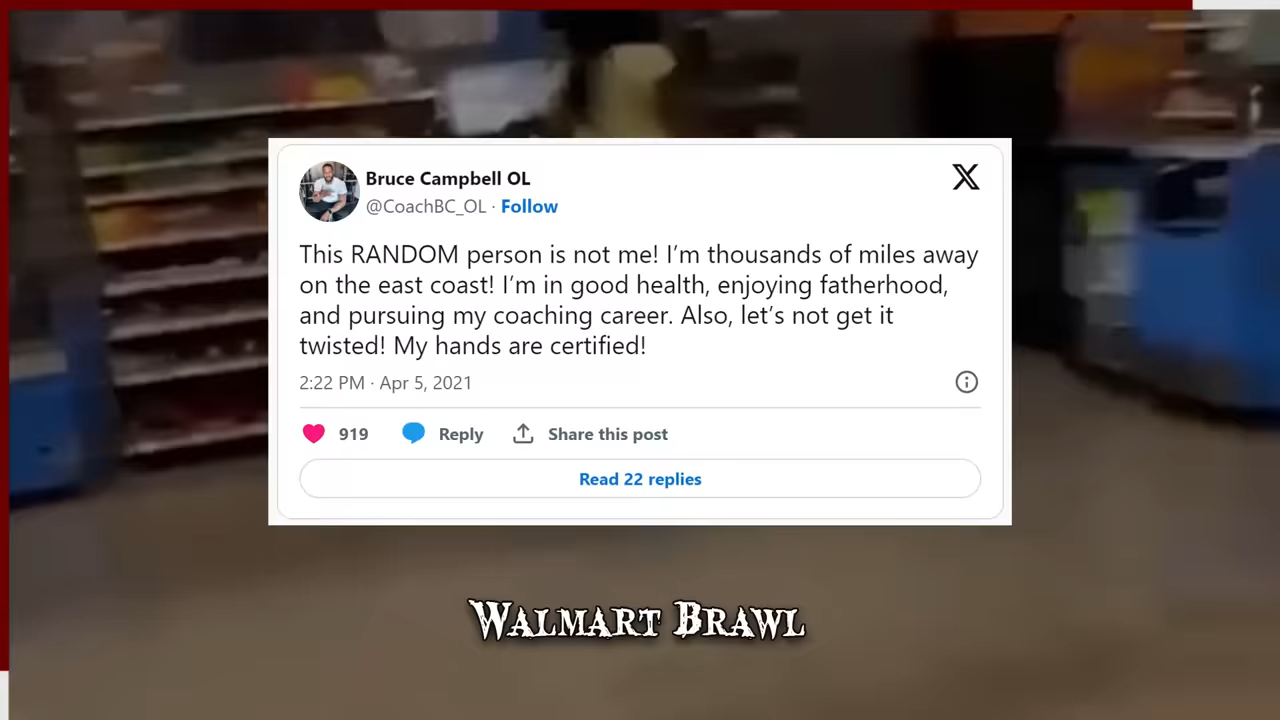 Bruce Campbell OL
@CoachBC_OL · Follow
This RANDOM person is not me! I’m thousands of miles away
on the east coast! I’m in good health, enjoying fatherhood,
and pursuing my coaching career. Also, let’s not get it
twisted! My hands are certified!
2:22 PM · Apr 5, 2021
919 Reply Share this post
Read 22 replies
Walmart Brawl